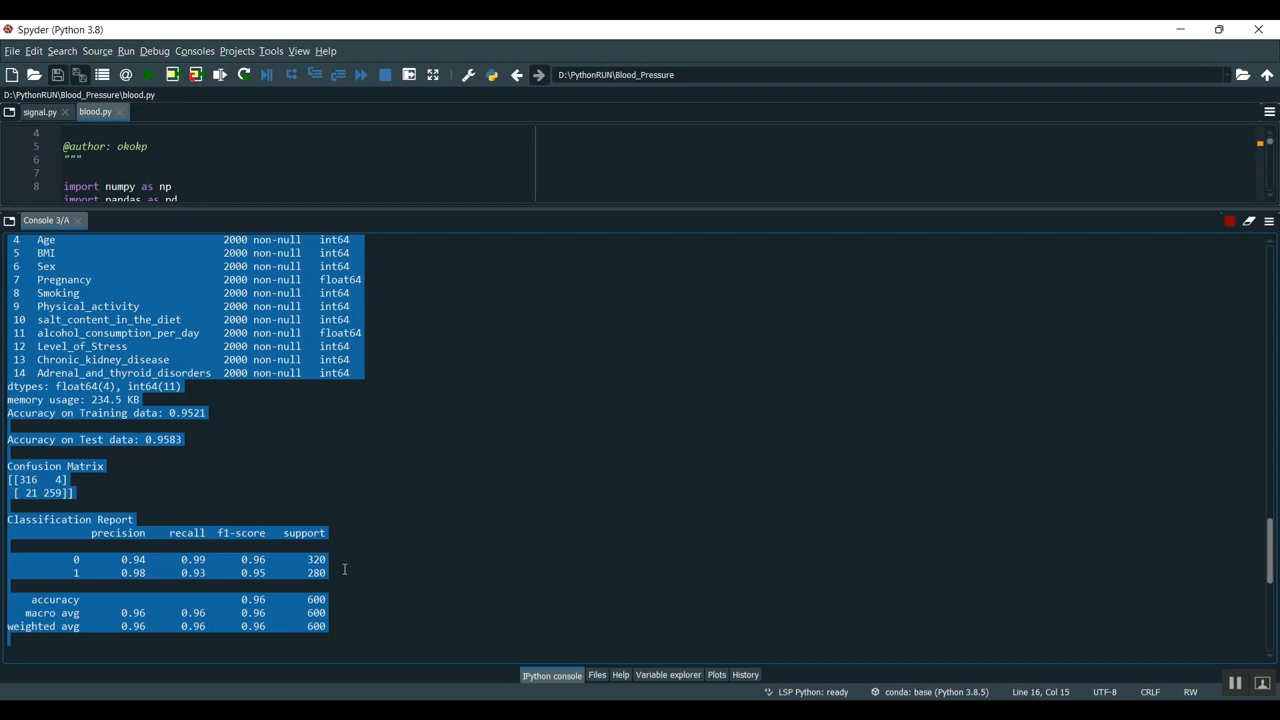 Spyder (Python 3.8)
File Edit Search Source Run Debug Consoles Projects Tools View Help
D:\PythonRUN\Blood_Pressure
D:\PythonRUN\Blood_Pressure\blood.py
signal.py blood.py
4
5 @author: okokp
6 """
7
8 import numpy as np
import pandas as pd
Console 3/A
4 Age 2000 non-null int64
5 BMI 2000 non-null int64
6 Sex 2000 non-null int64
7 Pregnancy 2000 non-null float64
8 Smoking 2000 non-null int64
9 Physical_activity 2000 non-null int64
10 salt_content_in_the_diet 2000 non-null int64
11 alcohol_consumption_per_day 2000 non-null float64
12 Level_of_Stress 2000 non-null int64
13 Chronic_kidney_disease 2000 non-null int64
14 Adrenal_and_thyroid_disorders 2000 non-null int64
dtypes: float64(4), int64(11)
memory usage: 234.5 KB
Accuracy on Training data: 0.9521
Accuracy on Test data: 0.9583
Confusion Matrix
[[316 4]
[ 21 259]]
Classification Report
precision recall f1-score support
0 0.94 0.99 0.96 320
1 0.98 0.93 0.95 280
accuracy 0.96 600
macro avg 0.96 0.96 0.96 600
weighted avg 0.96 0.96 0.96 600
IPython console Files Help Variable explorer Plots History
LSP Python: ready conda: base (Python 3.8.5) Line 16, Col 15 UTF-8 CRLF RW